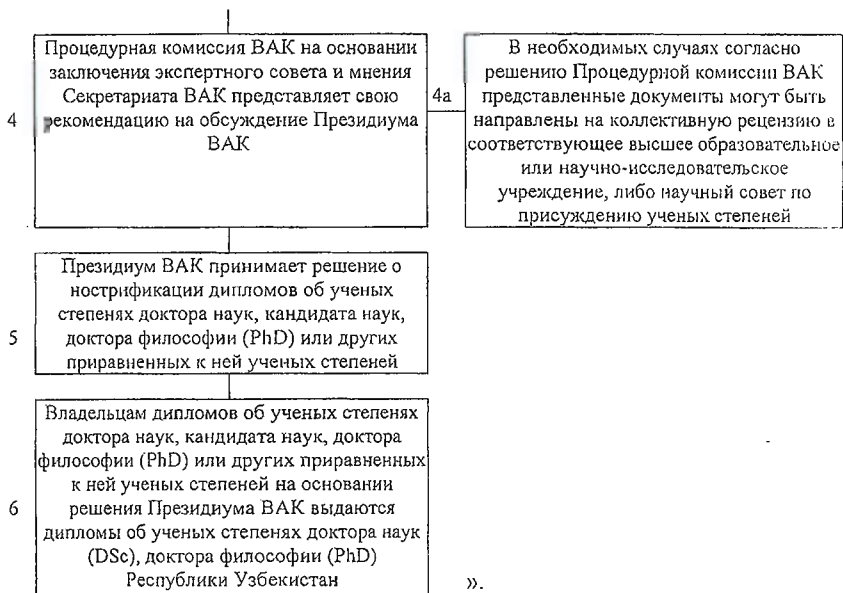 4
Процедурная комиссия ВАК на основании
заключения экспертного совета и мнения
Секретариата ВАК представляет свою
рекомендацию на обсуждение Президиума
ВАК
4а
В необходимых случаях согласно
решению Процедурной комиссии ВАК
представленные документы могут быть
направлены на коллективную рецензию в
соответствующее высшее образовательное
или научно-исследовательское
учреждение, либо научный совет по
присуждению ученых степеней
5
Президиум ВАК принимает решение о
нострификации дипломов об ученых
степенях доктора наук, кандидата наук,
доктора философии (PhD) или других
приравненных к ней ученых степеней
6
Владельцам дипломов об ученых степенях
доктора наук, кандидата наук, доктора
философии (PhD) или других приравненных
к ней ученых степеней на основании
решения Президиума ВАК выдаются
дипломы об ученых степенях доктора наук
(DSc), доктора философии (PhD)
Республики Узбекистан
».